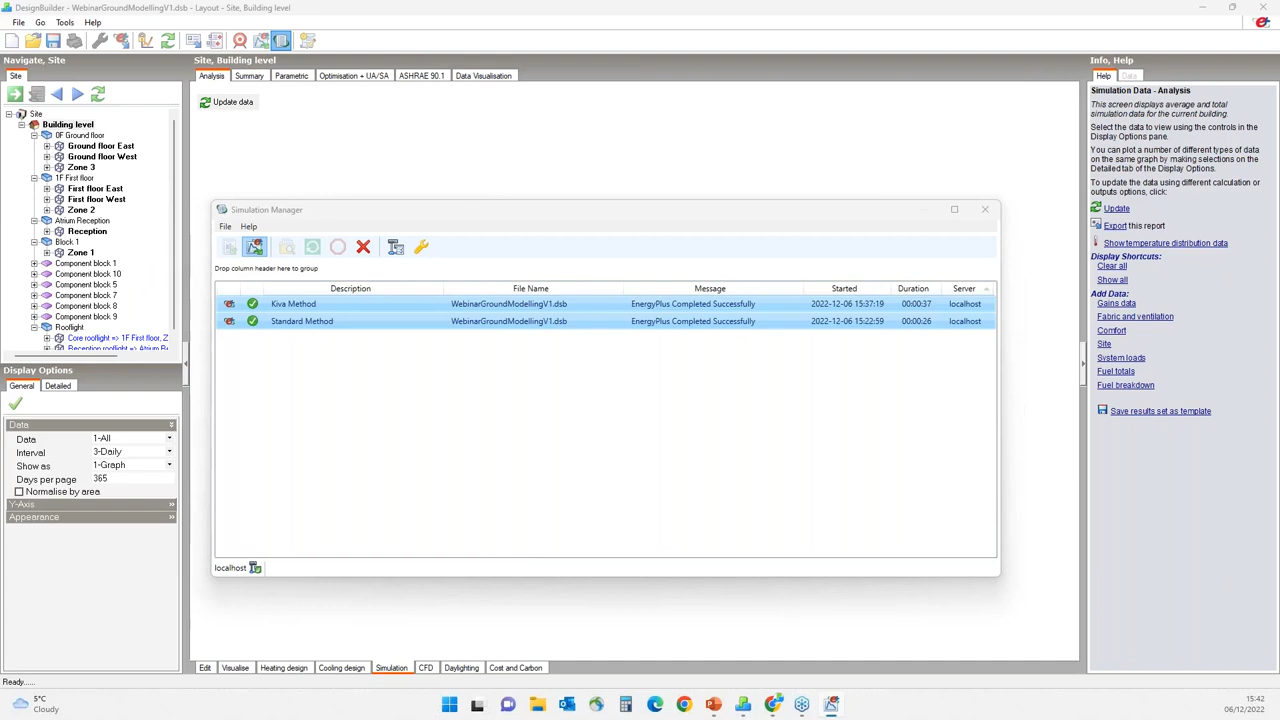 DesignBuilder - WebinarGroundModellingV1.dsb - Layout - Site, Building level
File Go Tools Help
Navigate, Site
Site
Site
Building level
0F Ground floor
Ground floor East
Ground floor West
Zone 3
1F First floor
First floor East
First floor West
Zone 2
Atrium Reception
Reception
Block 1
Zone 1
Component block 1
Component block 10
Component block 5
Component block 7
Component block 8
Component block 9
Rooflight
Core rooflight => 1F First floor, Z
Reception rooflight => Atrium R
Display Options
General Detailed
Data
Data 1-All
Interval 3-Daily
Show as 1-Graph
Days per page 365
Normalise by area
Y-Axis
Appearance
Site, Building level
Analysis Summary Parametric Optimisation + UA/SA ASHRAE 90.1 Data Visualisation
Update data
Simulation Manager
File Help
Drop column header here to group
Description File Name Message Started Duration Server
Kiva Method WebinarGroundModellingV1.dsb EnergyPlus Completed Successfully 2022-12-06 15:37:19 00:00:37 localhost
Standard Method WebinarGroundModellingV1.dsb EnergyPlus Completed Successfully 2022-12-06 15:22:59 00:00:26 localhost
localhost
Edit Visualise Heating design Cooling design Simulation CFD Daylighting Cost and Carbon
Info, Help
Help Data
Simulation Data - Analysis
This screen displays average and total
simulation data for the current building.
Select the data to view using the controls in the
Display Options pane.
You can plot a number of different types of data
on the same graph by making selections on the
Detailed tab of the Display Options.
To update the data using different calculation or
outputs options, click:
Update
Export this report
Show temperature distribution data
Display Shortcuts:
Clear all
Show all
Add Data:
Gains data
Fabric and ventilation
Comfort
Site
System loads
Fuel totals
Fuel breakdown
Save results set as template
Ready.....
5°C
Cloudy
15:42
06/12/2022